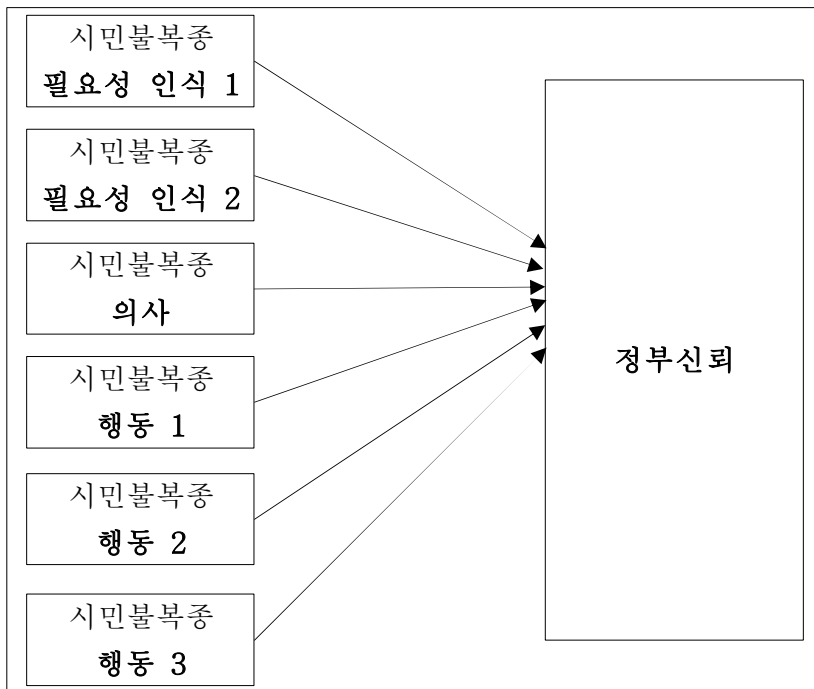 시민불복종
필요성 인식 1
시민불복종
필요성 인식 2
시민불복종
의사
시민불복종
행동 1
시민불복종
행동 2
시민불복종
행동 3
정부신뢰